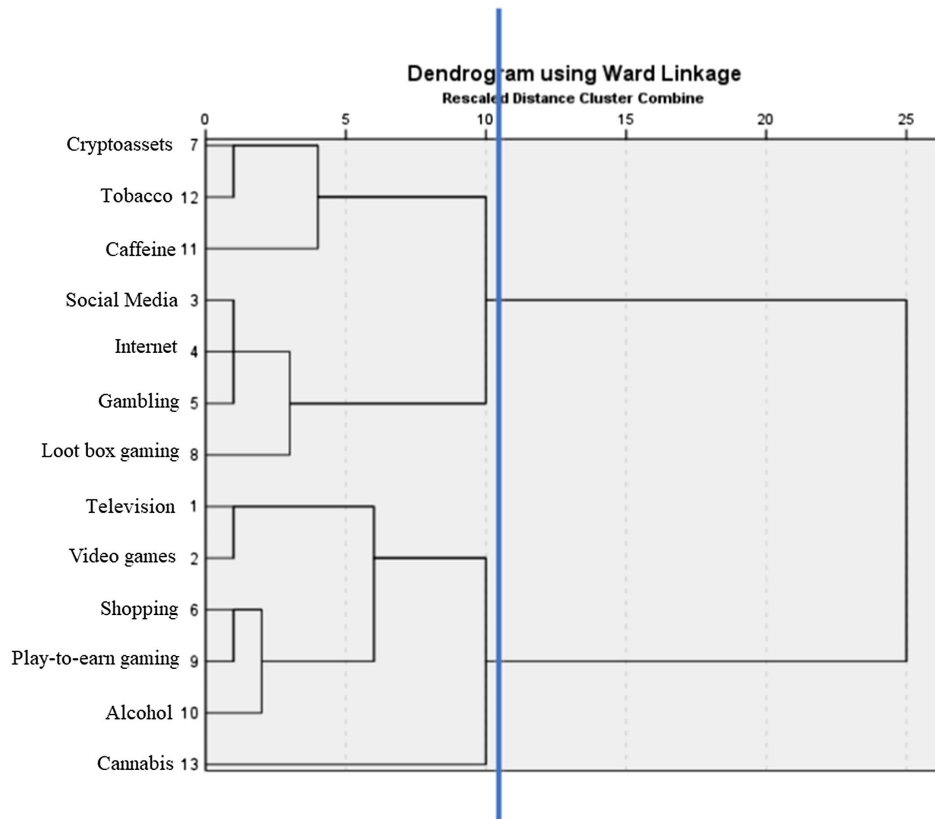 Dendrogram using Ward Linkage
Rescaled Distance Cluster Combine
0 5 10 15 20 25
Cryptoassets 7
Tobacco 12
Caffeine 11
Social Media 3
Internet 4
Gambling 5
Loot box gaming 8
Television 1
Video games 2
Shopping 6
Play-to-earn gaming 9
Alcohol 10
Cannabis 13